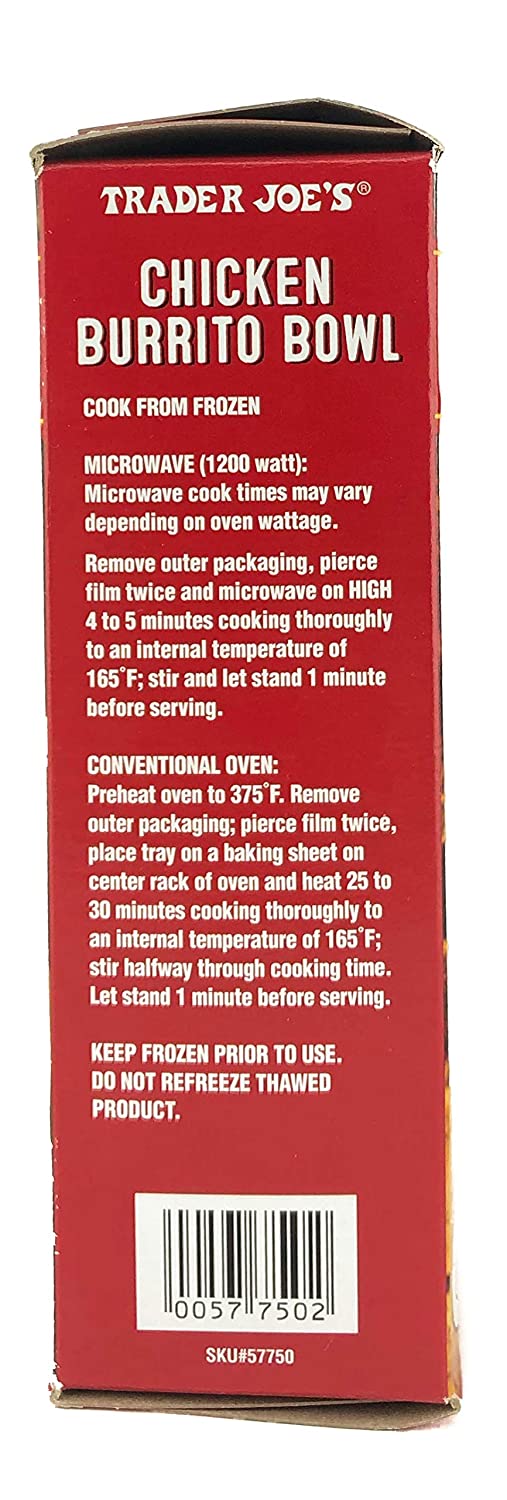 TRADER JOE'S®
CHICKEN
BURRITO BOWL
COOK FROM FROZEN
MICROWAVE (1200 watt):
Microwave cook times may vary
depending on oven wattage.
Remove outer packaging, pierce
film twice and microwave on HIGH
4 to 5 minutes cooking thoroughly
to an internal temperature of
165°F; stir and let stand 1 minute
before serving.
CONVENTIONAL OVEN:
Preheat oven to 375°F. Remove
outer packaging; pierce film twice,
place tray on a baking sheet on
center rack of oven and heat 25 to
30 minutes cooking thoroughly to
an internal temperature of 165°F;
stir halfway through cooking time.
Let stand 1 minute before serving.
KEEP FROZEN PRIOR TO USE.
DO NOT REFREEZE THAWED
PRODUCT.
0057 7502
SKU#57750